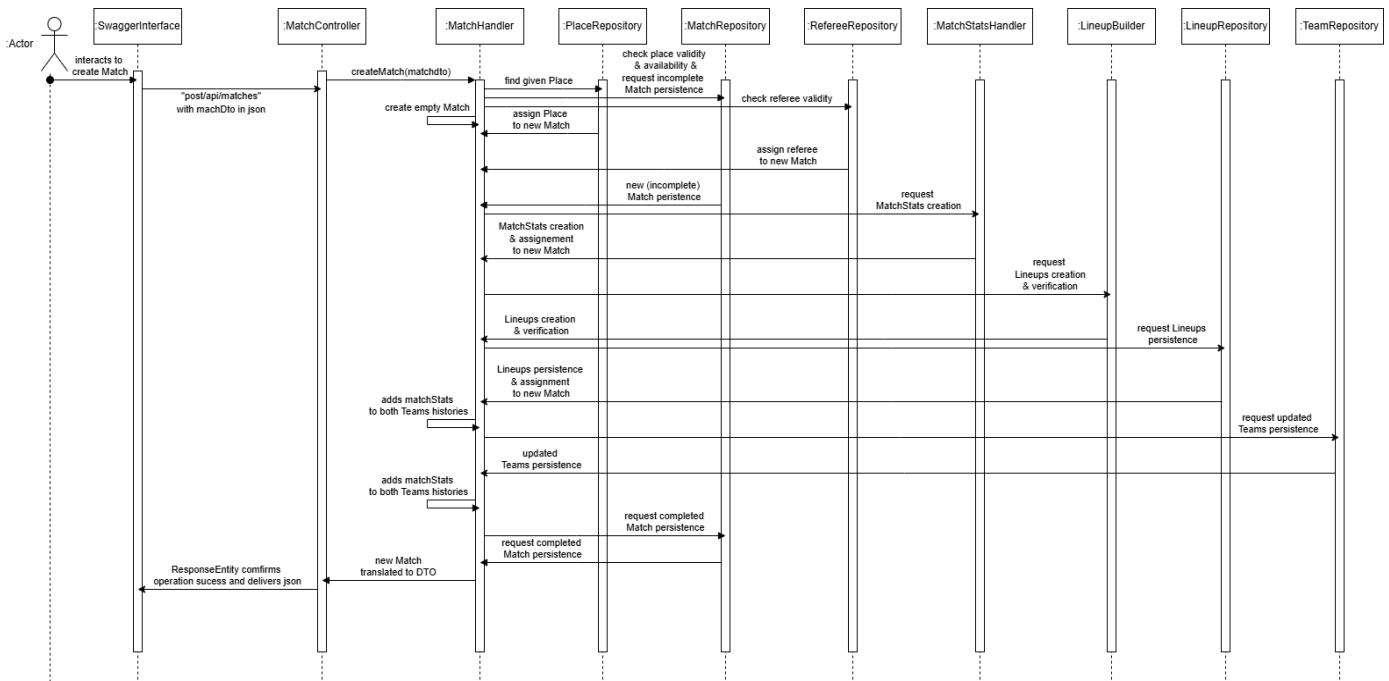 :Actor
:SwaggerInterface
:MatchController
:MatchHandler
:PlaceRepository
:MatchRepository
:RefereeRepository
:MatchStatsHandler
:LineupBuilder
:LineupRepository
:TeamRepository
interacts to
create Match
"post/api/matches"
with machDto in json
createMatch(matchdto)
find given Place
check place validity
& availability &
request incomplete
Match persistence
check referee validity
create empty Match
assign Place
to new Match
assign referee
to new Match
new (incomplete)
Match peristence
request
MatchStats creation
MatchStats creation
& assignement
to new Match
request
Lineups creation
& verification
Lineups creation
& verification
request Lineups
persistence
Lineups persistence
& assignment
to new Match
adds matchStats
to both Teams histories
request updated
Teams persistence
updated
Teams persistence
adds matchStats
to both Teams histories
request completed
Match persistence
request completed
Match persistence
new Match
translated to DTO
ResponseEntity comfirms
operation sucess and delivers json